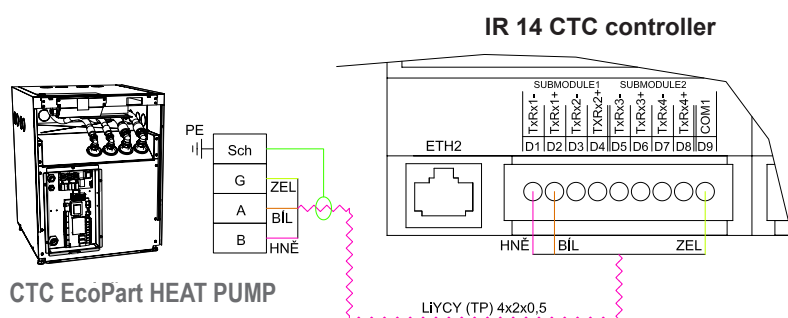 IR 14 CTC controller
SUBMODULE1 SUBMODULE2
TxRx1- TxRx1+ TxRx2- TXRx2+ TxRx3- TxRx3+ TxRx4- TxRx4+ COM1
D1 D2 D3 D4 D5 D6 D7 D8 D9
ETH2
PE
Sch
G
ZEL
A
BÍL
B
HNĚ
HNĚ BÍL ZEL
CTC EcoPart HEAT PUMP
LiYCY (TP) 4x2x0,5